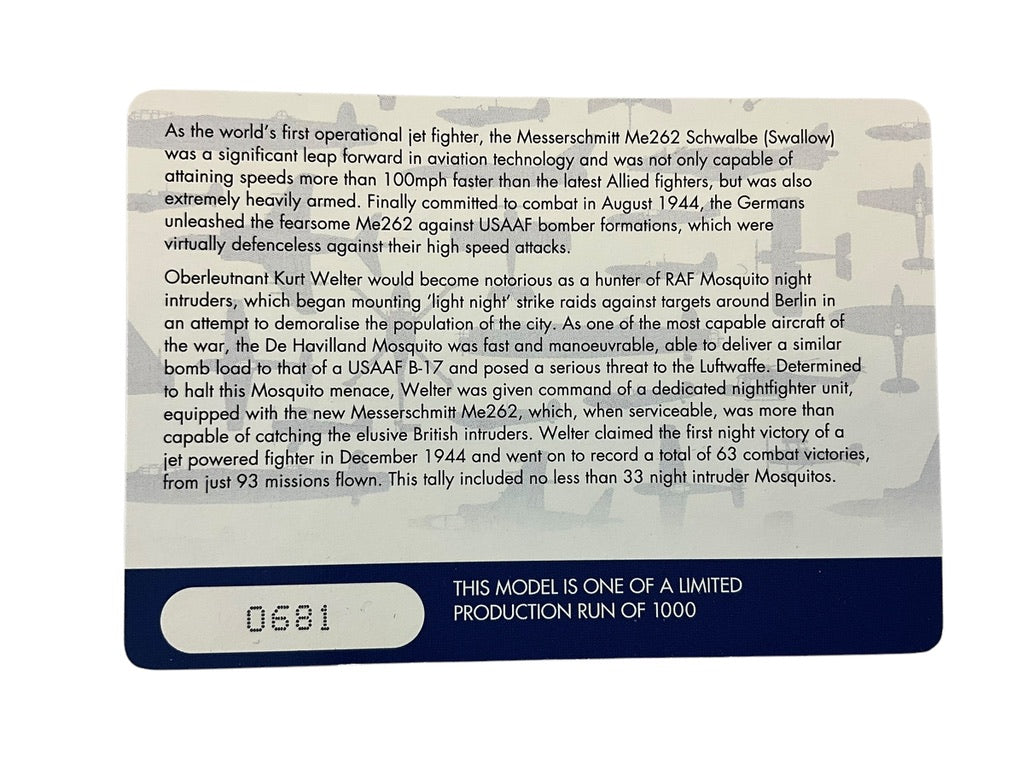 As the world's first operational jet fighter, the Messerschmitt Me262 Schwalbe (Swallow)
was a significant leap forward in aviation technology and was not only capable of
attaining speeds more than 100mph faster than the latest Allied fighters, but was also
extremely heavily armed. Finally committed to combat in August 1944, the Germans
unleashed the fearsome Me262 against USAAF bomber formations, which were
virtually defenceless against their high speed attacks.
Oberleutnant Kurt Welter would become notorious as a hunter of RAF Mosquito night
intruders, which began mounting 'light night' strike raids against targets around Berlin in
an attempt to demoralise the population of the city. As one of the most capable aircraft of
the war, the De Havilland Mosquito was fast and manoeuvrable, able to deliver a similar
bomb load to that of a USAAF B-17 and posed a serious threat to the Luftwaffe. Determined
to halt this Mosquito menace, Welter was given command of a dedicated nightfighter unit,
equipped with the new Messerschmitt Me262, which, when serviceable, was more than
capable of catching the elusive British intruders. Welter claimed the first night victory of a
jet powered fighter in December 1944 and went on to record a total of 63 combat victories,
from just 93 missions flown. This tally included no less than 33 night intruder Mosquitos.
0681
THIS MODEL IS ONE OF A LIMITED
PRODUCTION RUN OF 1000